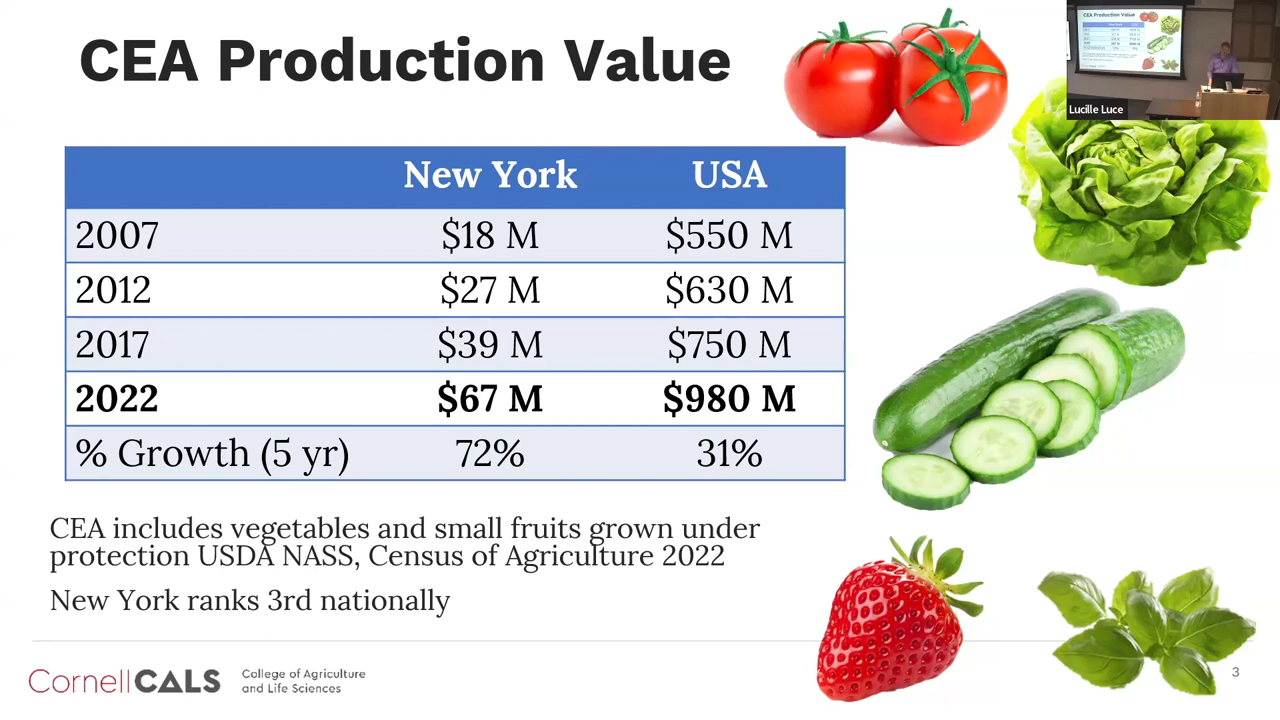 CEA Production Value
Lucille Luce
New York USA
2007 $18 M $550 M
2012 $27 M $630 M
2017 $39 M $750 M
2022 $67 M $980 M
% Growth (5 yr) 72% 31%
CEA includes vegetables and small fruits grown under
protection USDA NASS, Census of Agriculture 2022
New York ranks 3rd nationally
CornellCALS
College of Agriculture
and Life Sciences
3